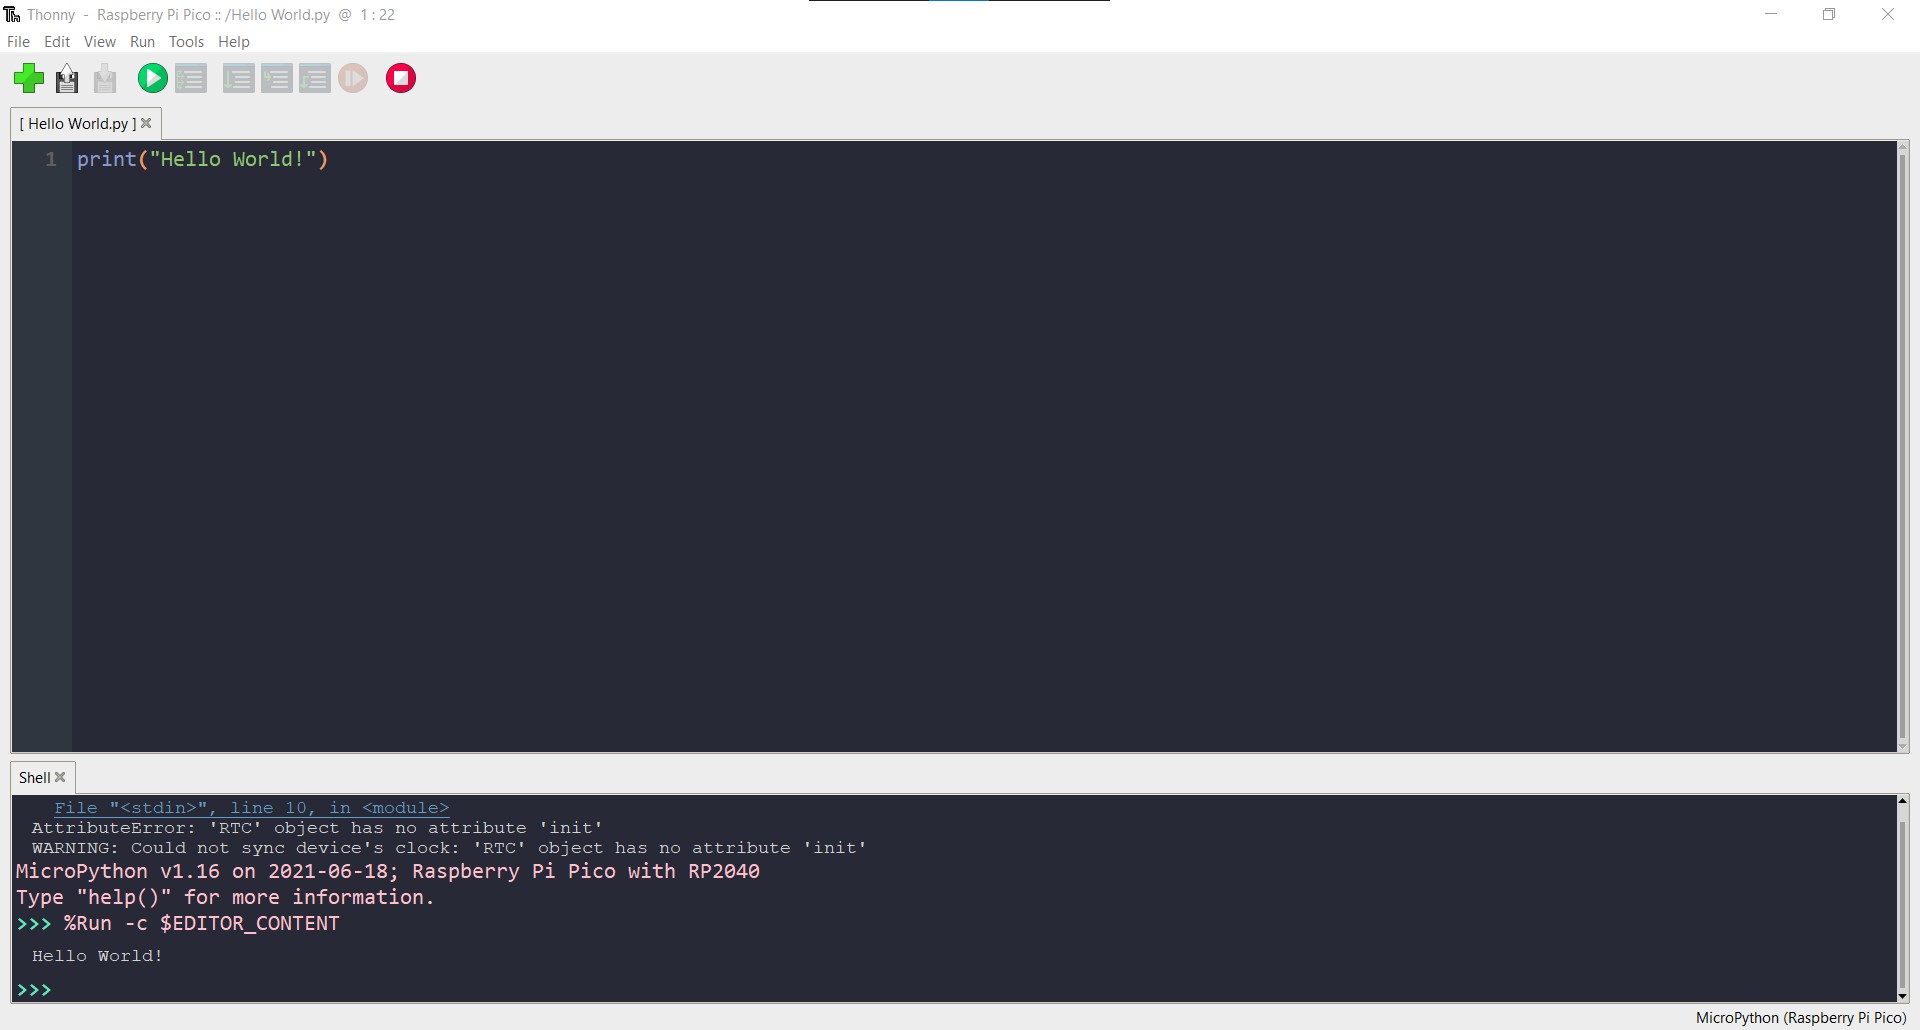 Thonny - Raspberry Pi Pico :: /Hello World.py @ 1 : 22
File Edit View Run Tools Help
[ Hello World.py ]
1 print("Hello World!")
Shell
File "<stdin>", line 10, in <module>
AttributeError: 'RTC' object has no attribute 'init'
WARNING: Could not sync device's clock: 'RTC' object has no attribute 'init'
MicroPython v1.16 on 2021-06-18; Raspberry Pi Pico with RP2040
Type "help()" for more information.
>>> %Run -c $EDITOR_CONTENT
Hello World!
>>>
MicroPython (Raspberry Pi Pico)